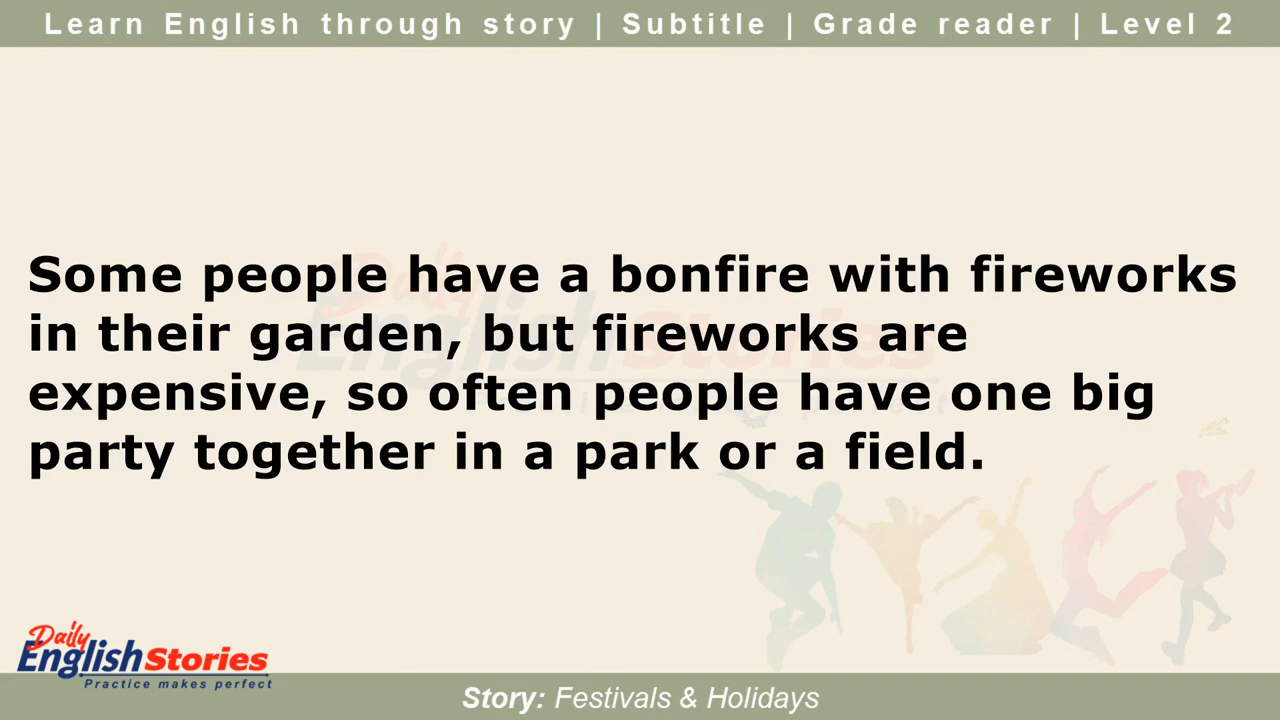 Learn English through story | Subtitle | Grade reader | Level 2
Some people have a bonfire with fireworks
in their garden, but fireworks are
expensive, so often people have one big
party together in a park or a field.
Daily
English Stories
Practice makes perfect
Story: Festivals & Holidays